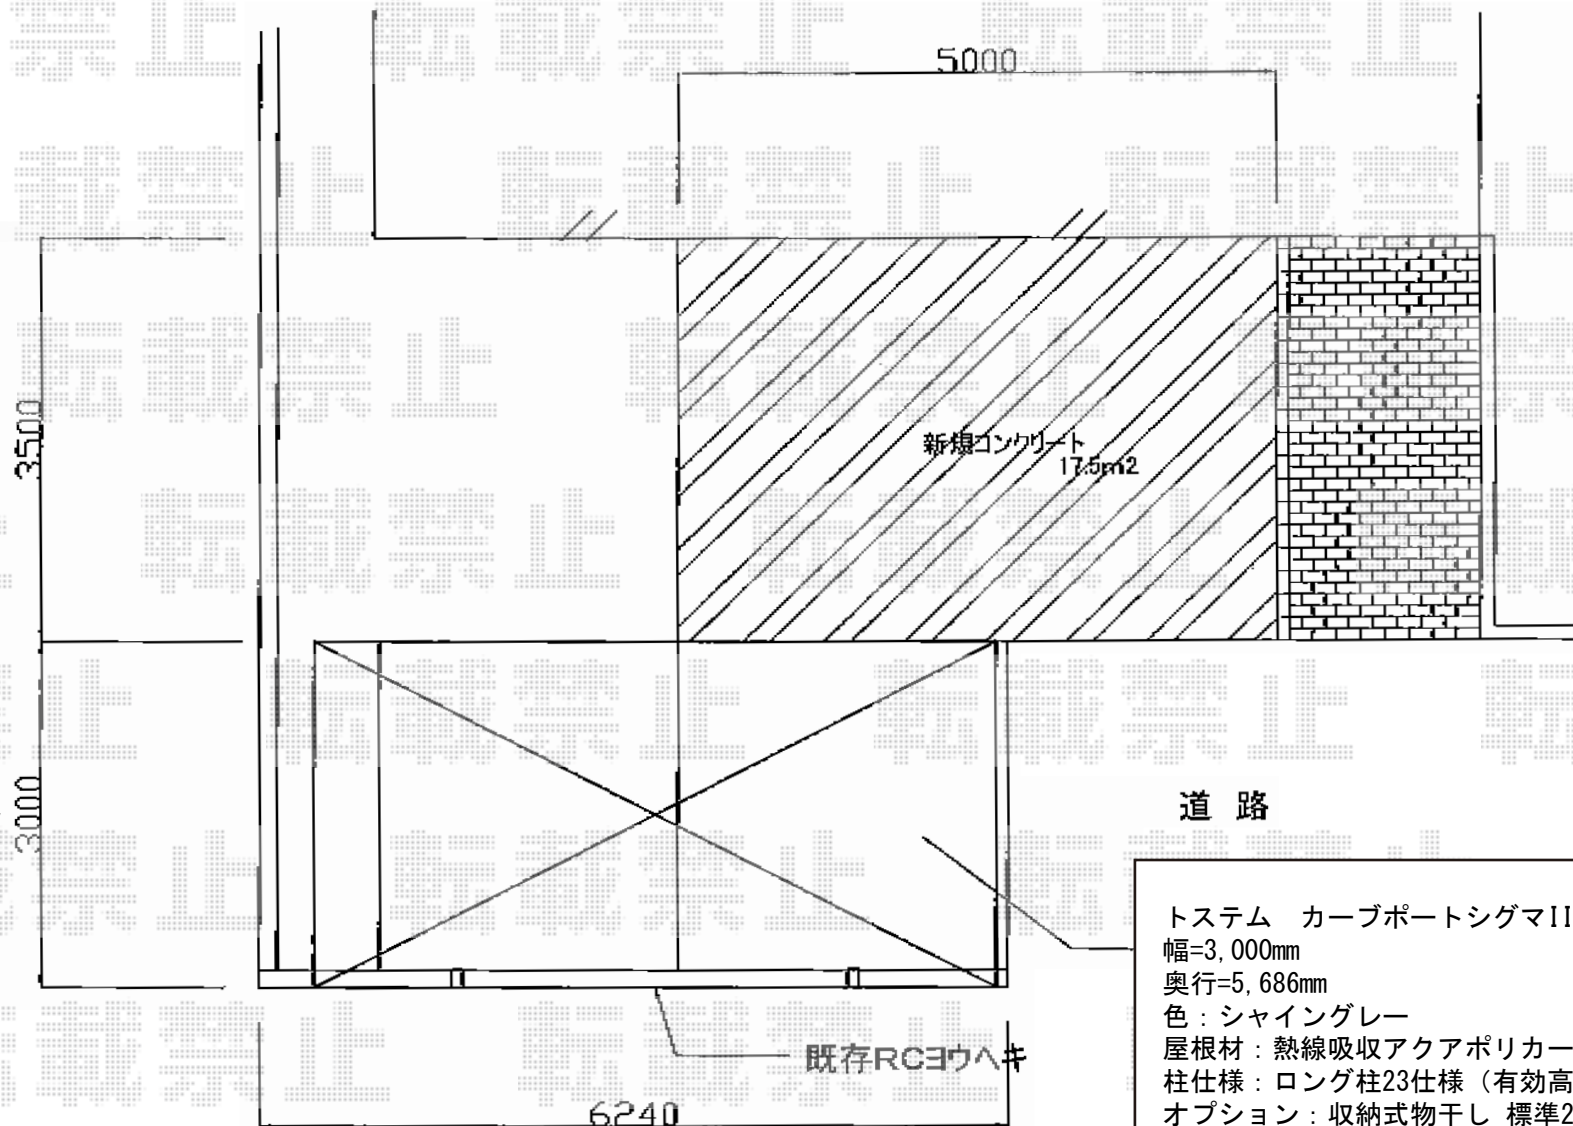 5000
3500
新規コンクリート
17.5m2
3000
道 路
トステム カーブポートシグマII
幅=3,000mm
奥行=5,686mm
色：シャイングレー
屋根材：熱線吸収アクアポリカー
柱仕様：ロング柱23仕様（有効高
オプション：収納式物干し 標準2
既存RCヨウヘキ
6240
転載禁止